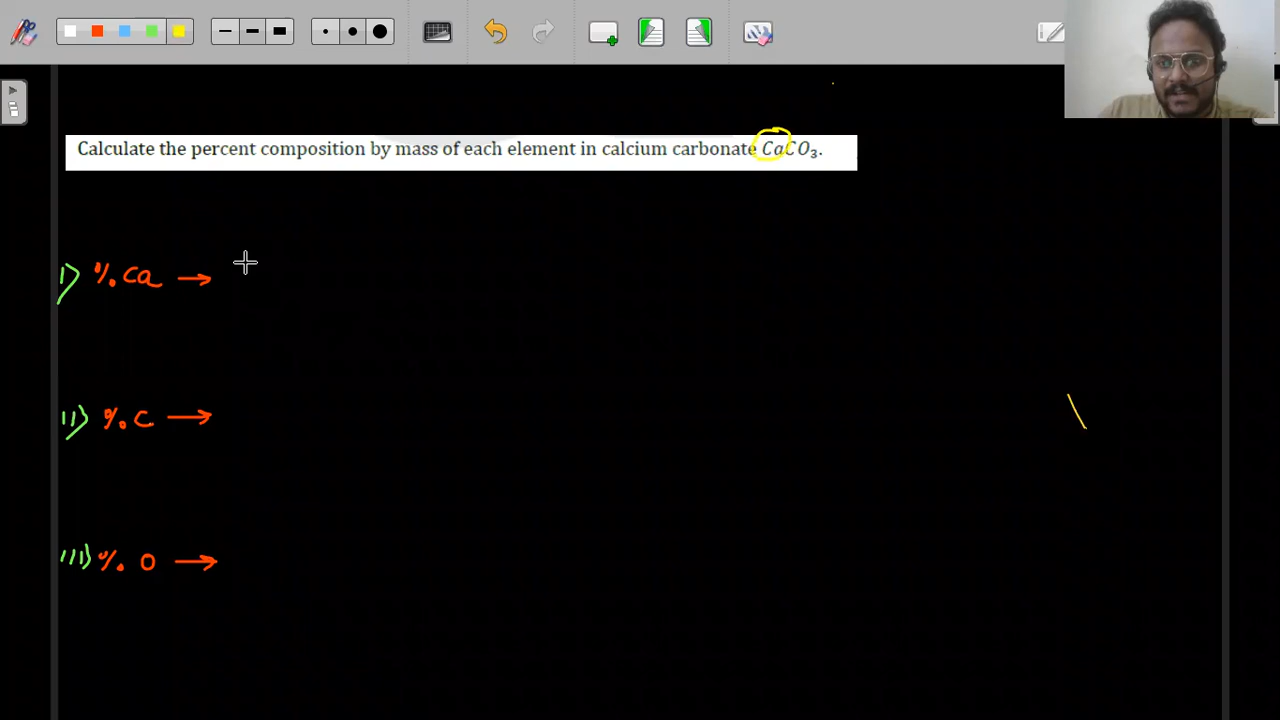 Calculate the percent composition by mass of each element in calcium carbonate CaCO₃.
i) % Ca →
ii) % C →
iii) % O →